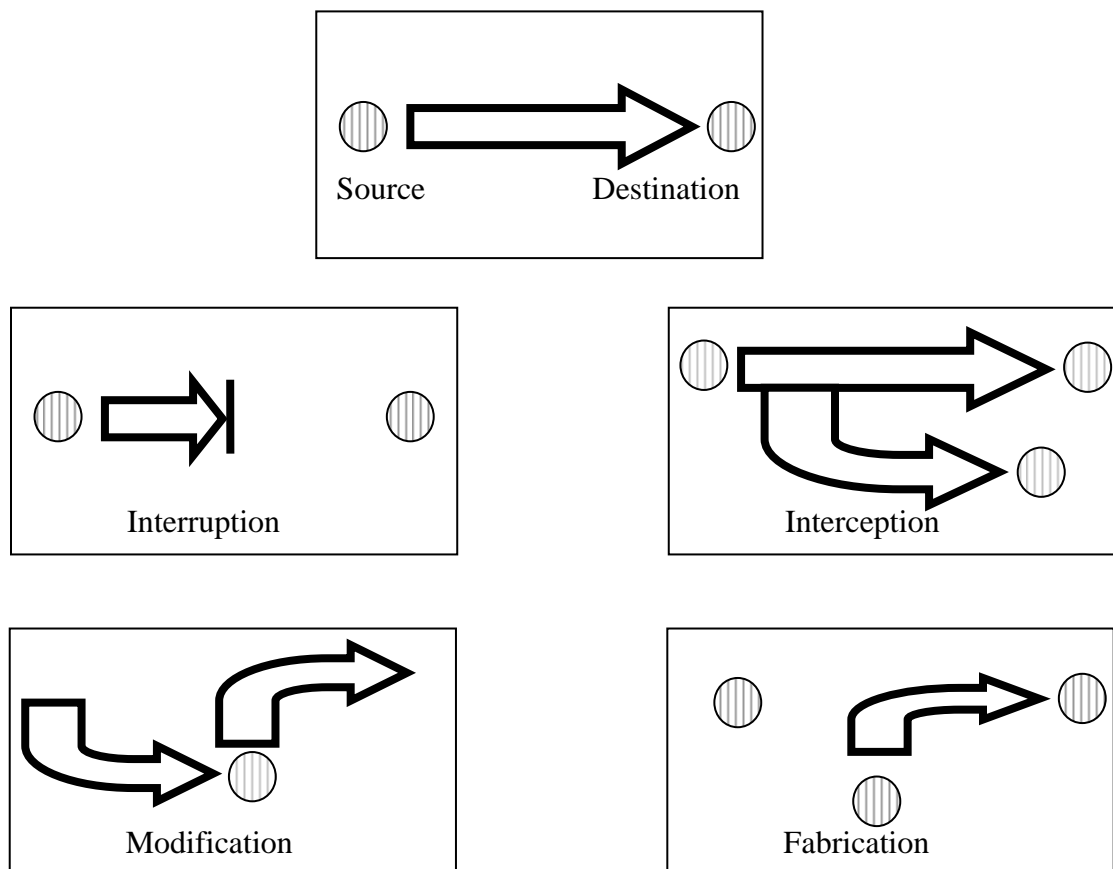 Source Destination
Interruption
Interception
Modification
Fabrication